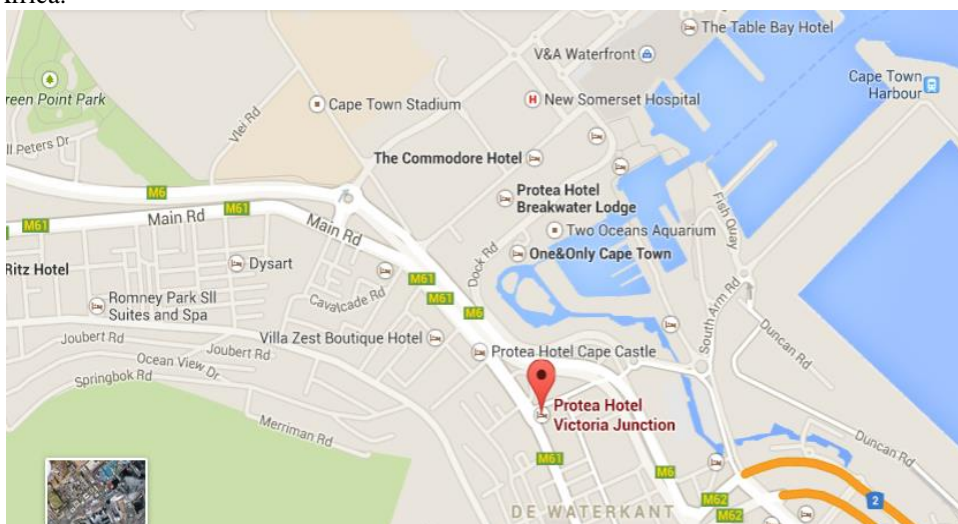 The Table Bay Hotel
V&A Waterfront
Cape Town
Harbour
Green Point Park
Cape Town Stadium
New Somerset Hospital
Vlei Rd
ll Peters Dr
The Commodore Hotel
M6
Protea Hotel
Breakwater Lodge
M61
Main Rd
Main Rd
Fish Quay
Two Oceans Aquarium
Dock Rd
One&Only Cape Town
Ritz Hotel
Dysart
M61
M61
M6
Cavalcade Rd
Romney Park Sll
Suites and Spa
South Arm Rd
Duncan Rd
Villa Zest Boutique Hotel
Protea Hotel Cape Castle
Joubert Rd
Joubert Rd
Ocean View Dr
Springbok Rd
Merriman Rd
Protea Hotel
Victoria Junction
Duncan Rd
M61
M6
M62
M62
2
DE WATERKANT